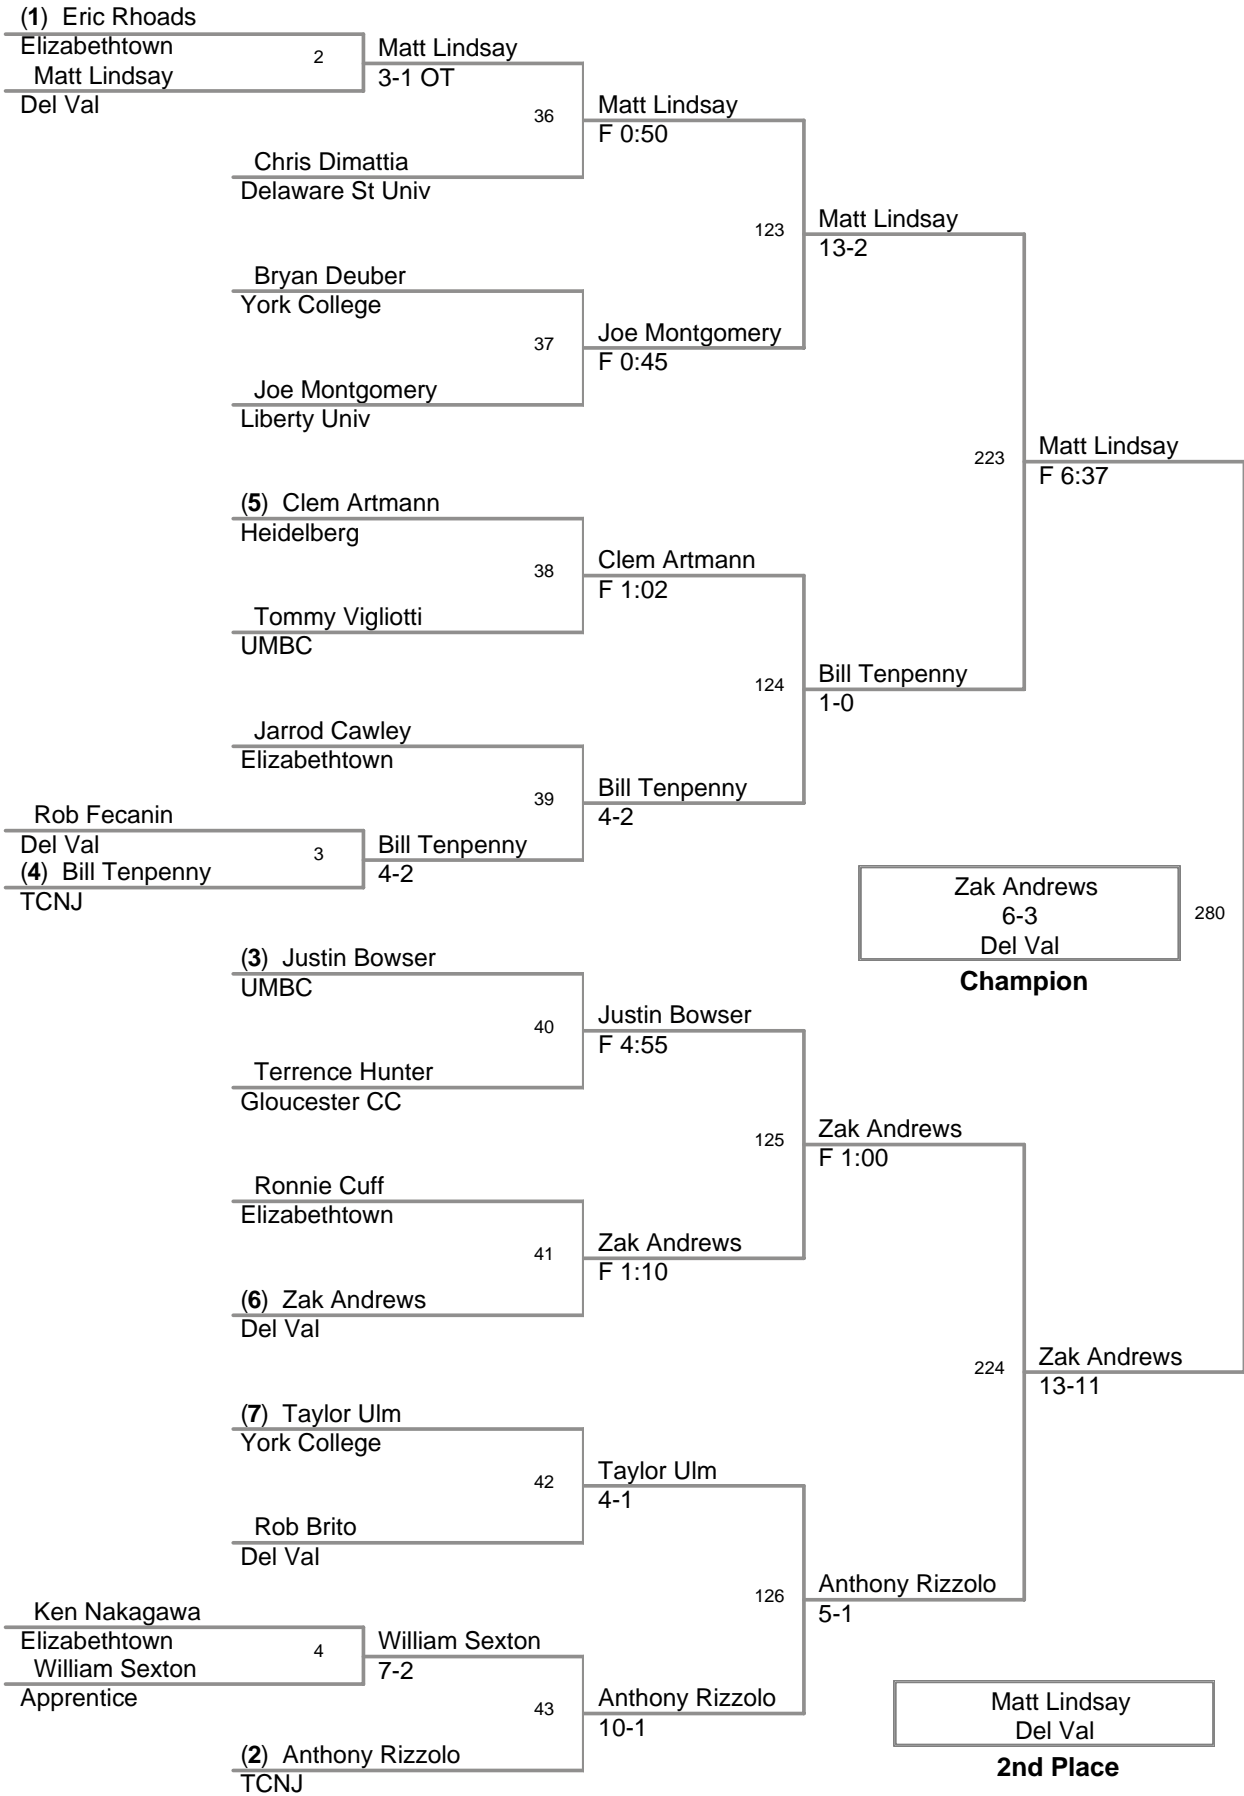 (1) Eric Rhoads
Elizabethtown
2
Matt Lindsay
Del Val
Matt Lindsay
3-1 OT
36
Chris Dimattia
Delaware St Univ
Matt Lindsay
F 0:50
123
Bryan Deuber
York College
37
Joe Montgomery
Liberty Univ
Joe Montgomery
F 0:45
Matt Lindsay
13-2
223
(5) Clem Artmann
Heidelberg
38
Tommy Vigliotti
UMBC
Clem Artmann
F 1:02
124
Jarrod Cawley
Elizabethtown
39
Rob Fecanin
Del Val
3
(4) Bill Tenpenny
TCNJ
Bill Tenpenny
4-2
Bill Tenpenny
4-2
Bill Tenpenny
1-0
Matt Lindsay
F 6:37
Zak Andrews
6-3
Del Val
Champion
280
(3) Justin Bowser
UMBC
40
Terrence Hunter
Gloucester CC
Justin Bowser
F 4:55
125
Ronnie Cuff
Elizabethtown
41
(6) Zak Andrews
Del Val
Zak Andrews
F 1:10
Zak Andrews
F 1:00
224
Zak Andrews
13-11
(7) Taylor Ulm
York College
42
Rob Brito
Del Val
Taylor Ulm
4-1
126
Ken Nakagawa
Elizabethtown
4
William Sexton
Apprentice
William Sexton
7-2
43
(2) Anthony Rizzolo
TCNJ
Anthony Rizzolo
10-1
Anthony Rizzolo
5-1
Matt Lindsay
Del Val
2nd Place